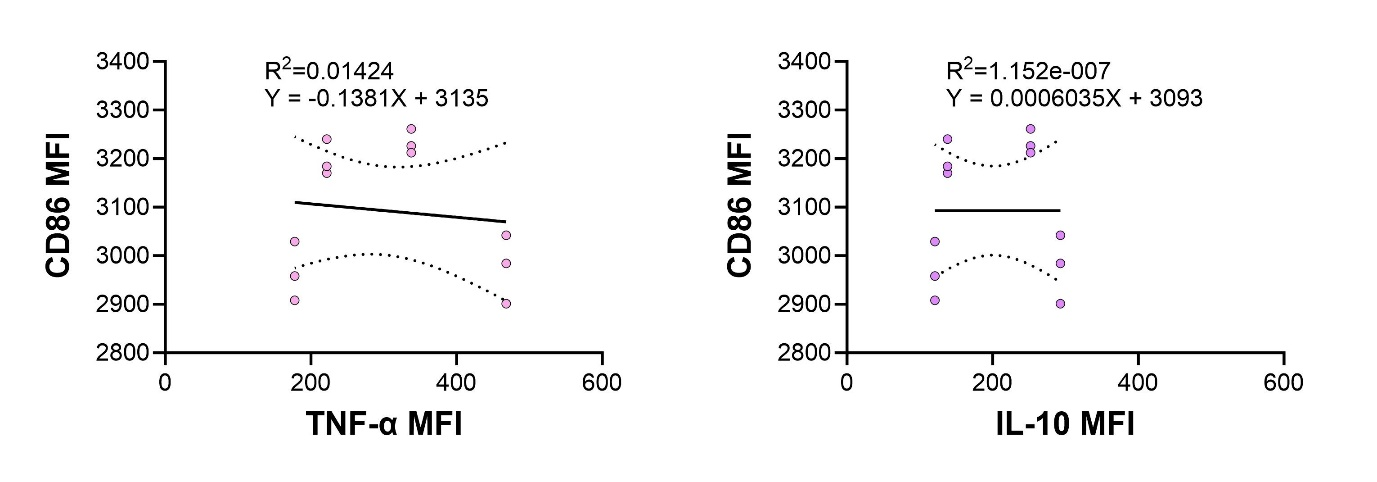 R²=0.01424
Y = -0.1381X + 3135
CD86 MFI
3400
3300
3200
3100
3000
2900
2800
0
200
400
600
TNF-α MFI
R²=1.152e-007
Y = 0.0006035X + 3093
CD86 MFI
3400
3300
3200
3100
3000
2900
2800
0
200
400
600
IL-10 MFI